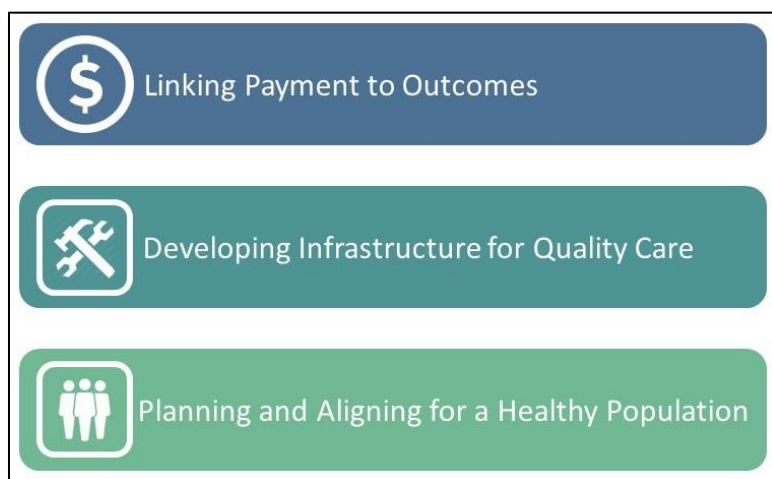 $ Linking Payment to Outcomes
Developing Infrastructure for Quality Care
Planning and Aligning for a Healthy Population